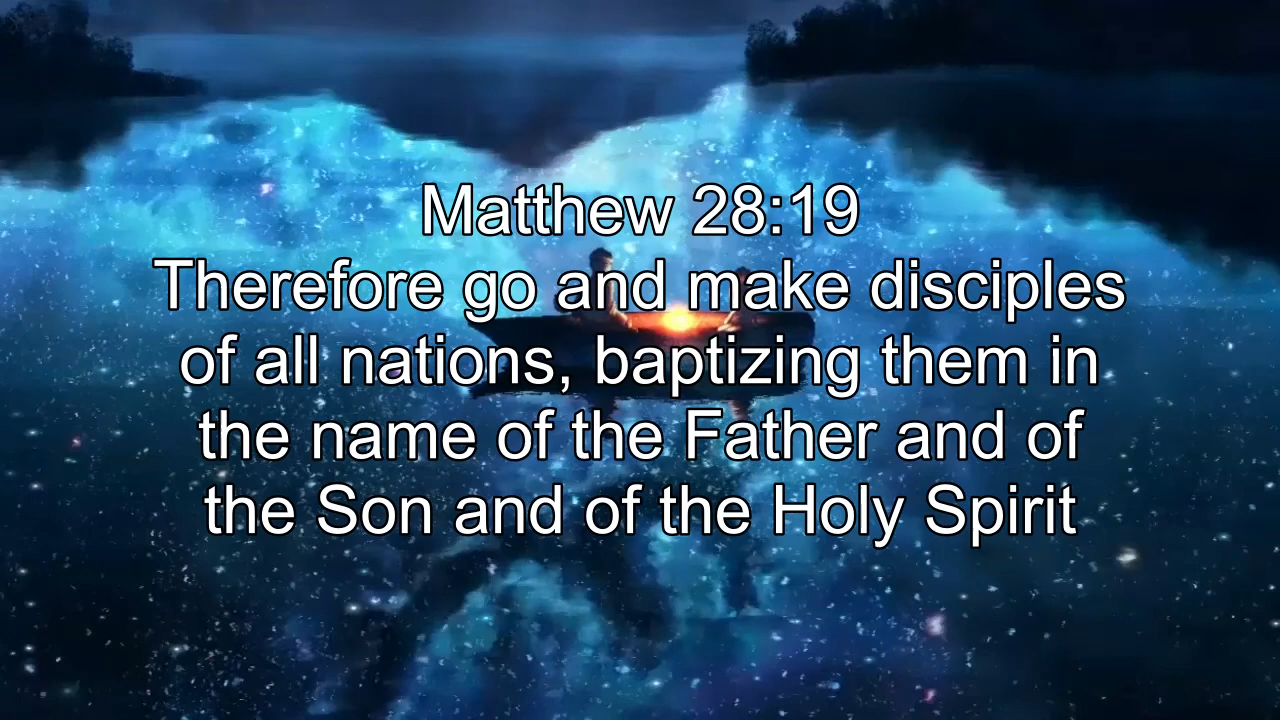 Matthew 28:19
Therefore go and make disciples
of all nations, baptizing them in
the name of the Father and of
the Son and of the Holy Spirit